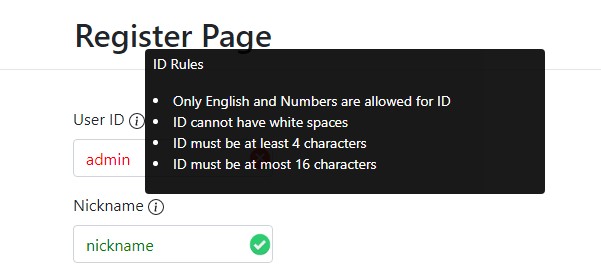 Register Page
ID Rules
Only English and Numbers are allowed for ID
ID cannot have white spaces
ID must be at least 4 characters
ID must be at most 16 characters
User ID
admin
Nickname
nickname